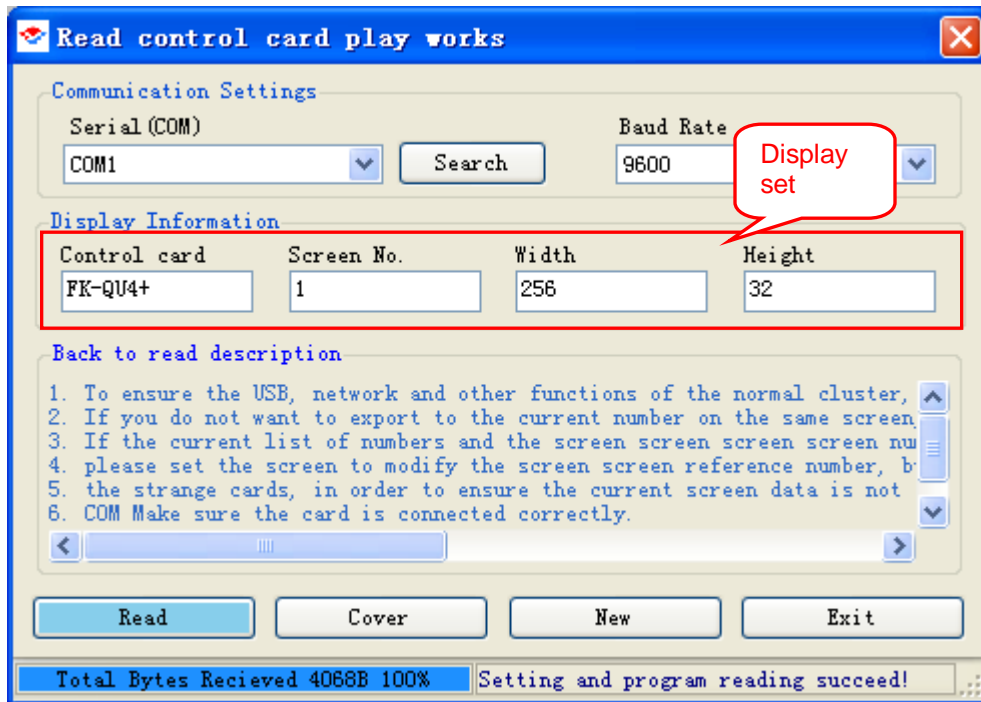 Read control card play works
Communication Settings
Serial(COM)
Baud Rate
COM1
Search
9600
Display
set
Display Information
Control card
Screen No.
Width
Height
FK-QU4+
1
256
32
Back to read description
1. To ensure the USB, network and other functions of the normal cluster,
2. If you do not want to export to the current number on the same screen
3. If the current list of numbers and the screen screen screen screen nu
4. please set the screen to modify the screen screen reference number, b
5. the strange cards, in order to ensure the current screen data is not
6. COM Make sure the card is connected correctly.
Read
Cover
New
Exit
Total Bytes Recieved 4068B 100%
Setting and program reading succeed!